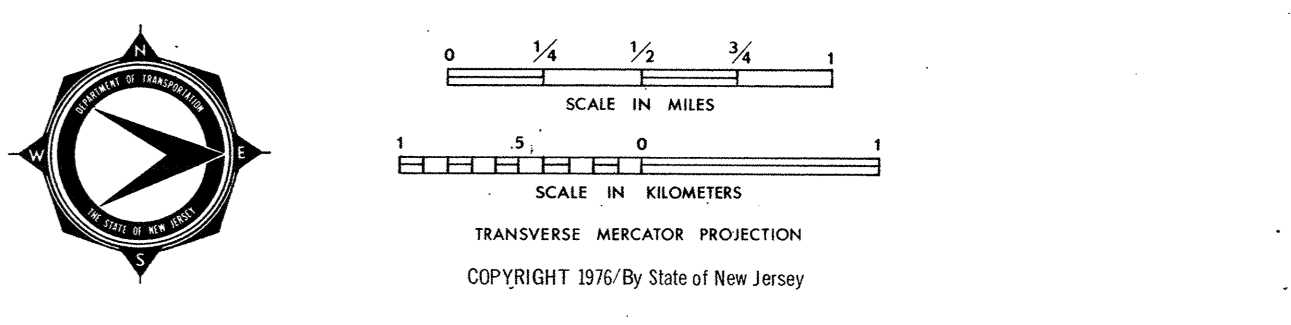 N
DEPARTMENT OF TRANSPORTATION
W
E
THE STATE OF NEW JERSEY
S
0 1/4 1/2 3/4 1
SCALE IN MILES
1 .5 0 1
SCALE IN KILOMETERS
TRANSVERSE MERCATOR PROJECTION
COPYRIGHT 1976/By State of New Jersey